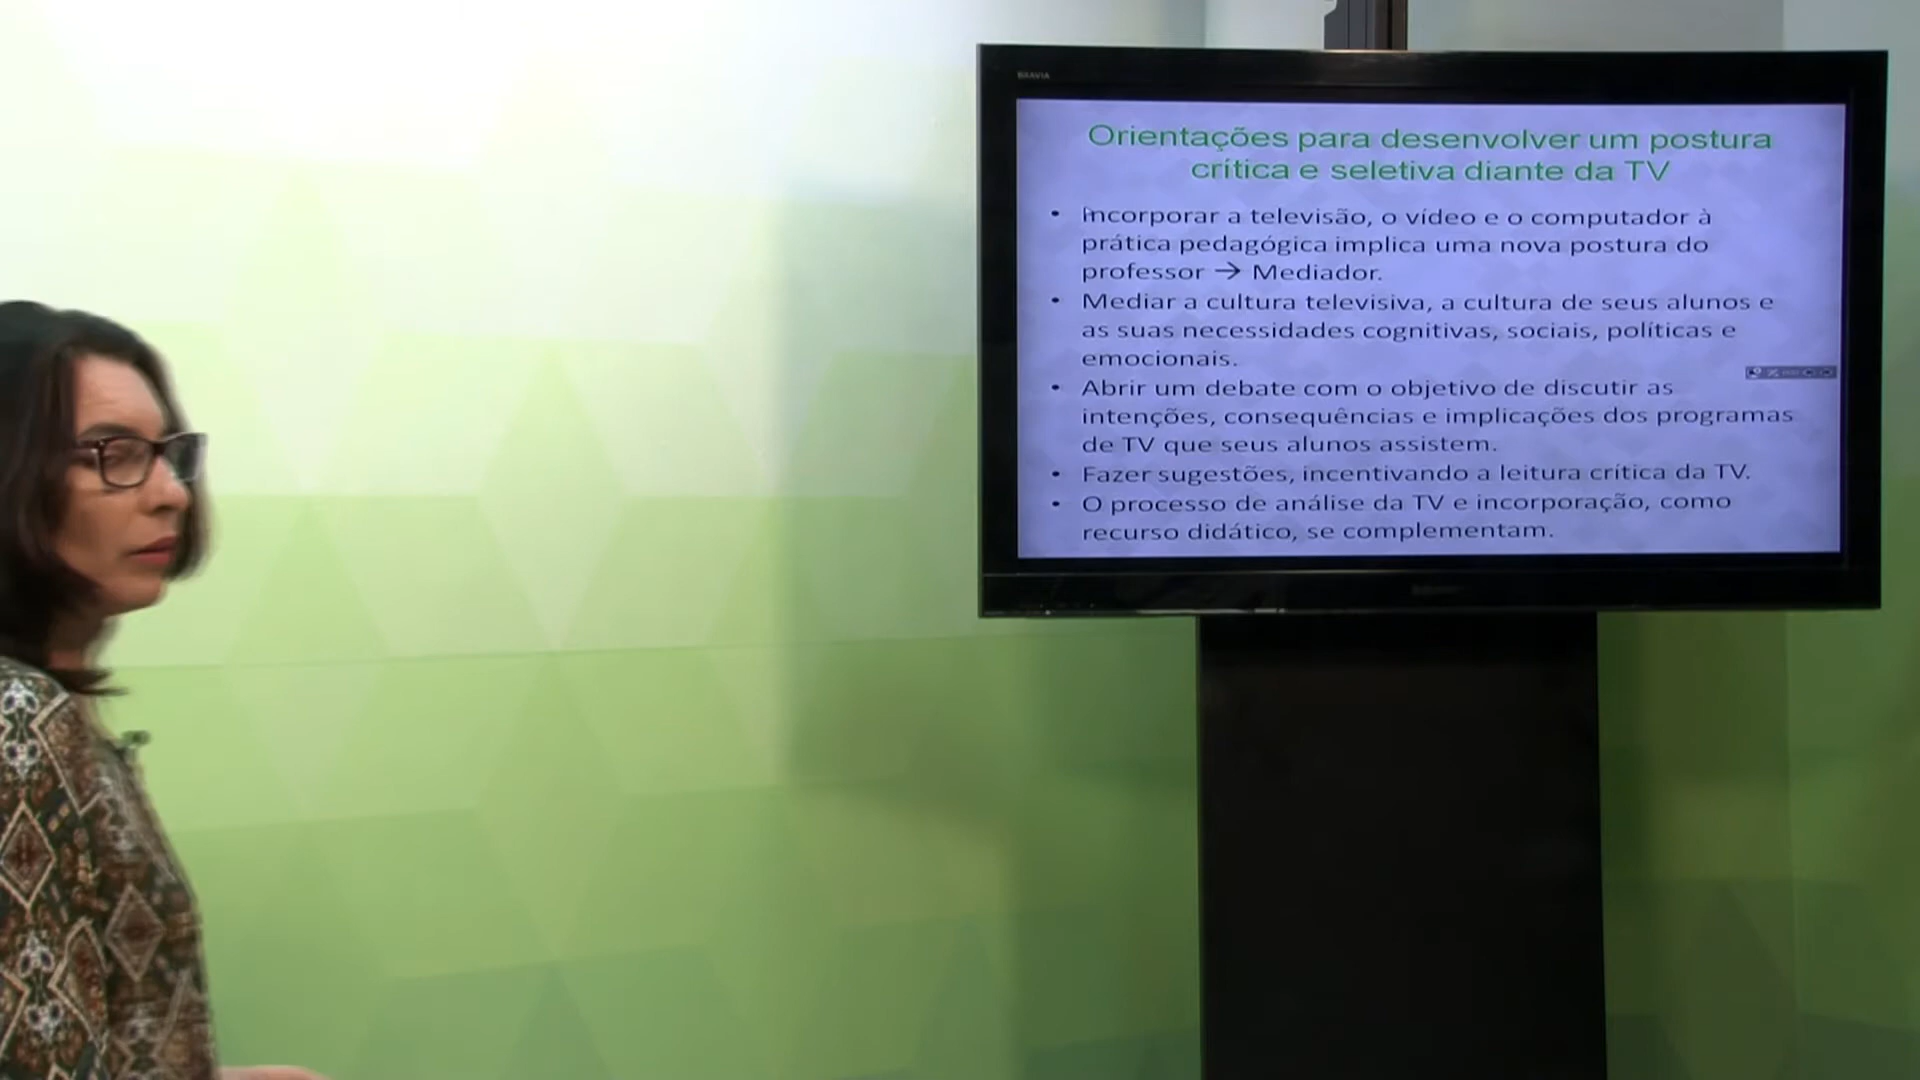 BRAVIA
Orientações para desenvolver um postura
crítica e seletiva diante da TV
• Incorporar a televisão, o vídeo e o computador à
prática pedagógica implica uma nova postura do
professor → Mediador.
• Mediar a cultura televisiva, a cultura de seus alunos e
as suas necessidades cognitivas, sociais, políticas e
emocionais.
• Abrir um debate com o objetivo de discutir as
intenções, consequências e implicações dos programas
de TV que seus alunos assistem.
• Fazer sugestões, incentivando a leitura crítica da TV.
• O processo de análise da TV e incorporação, como
recurso didático, se complementam.